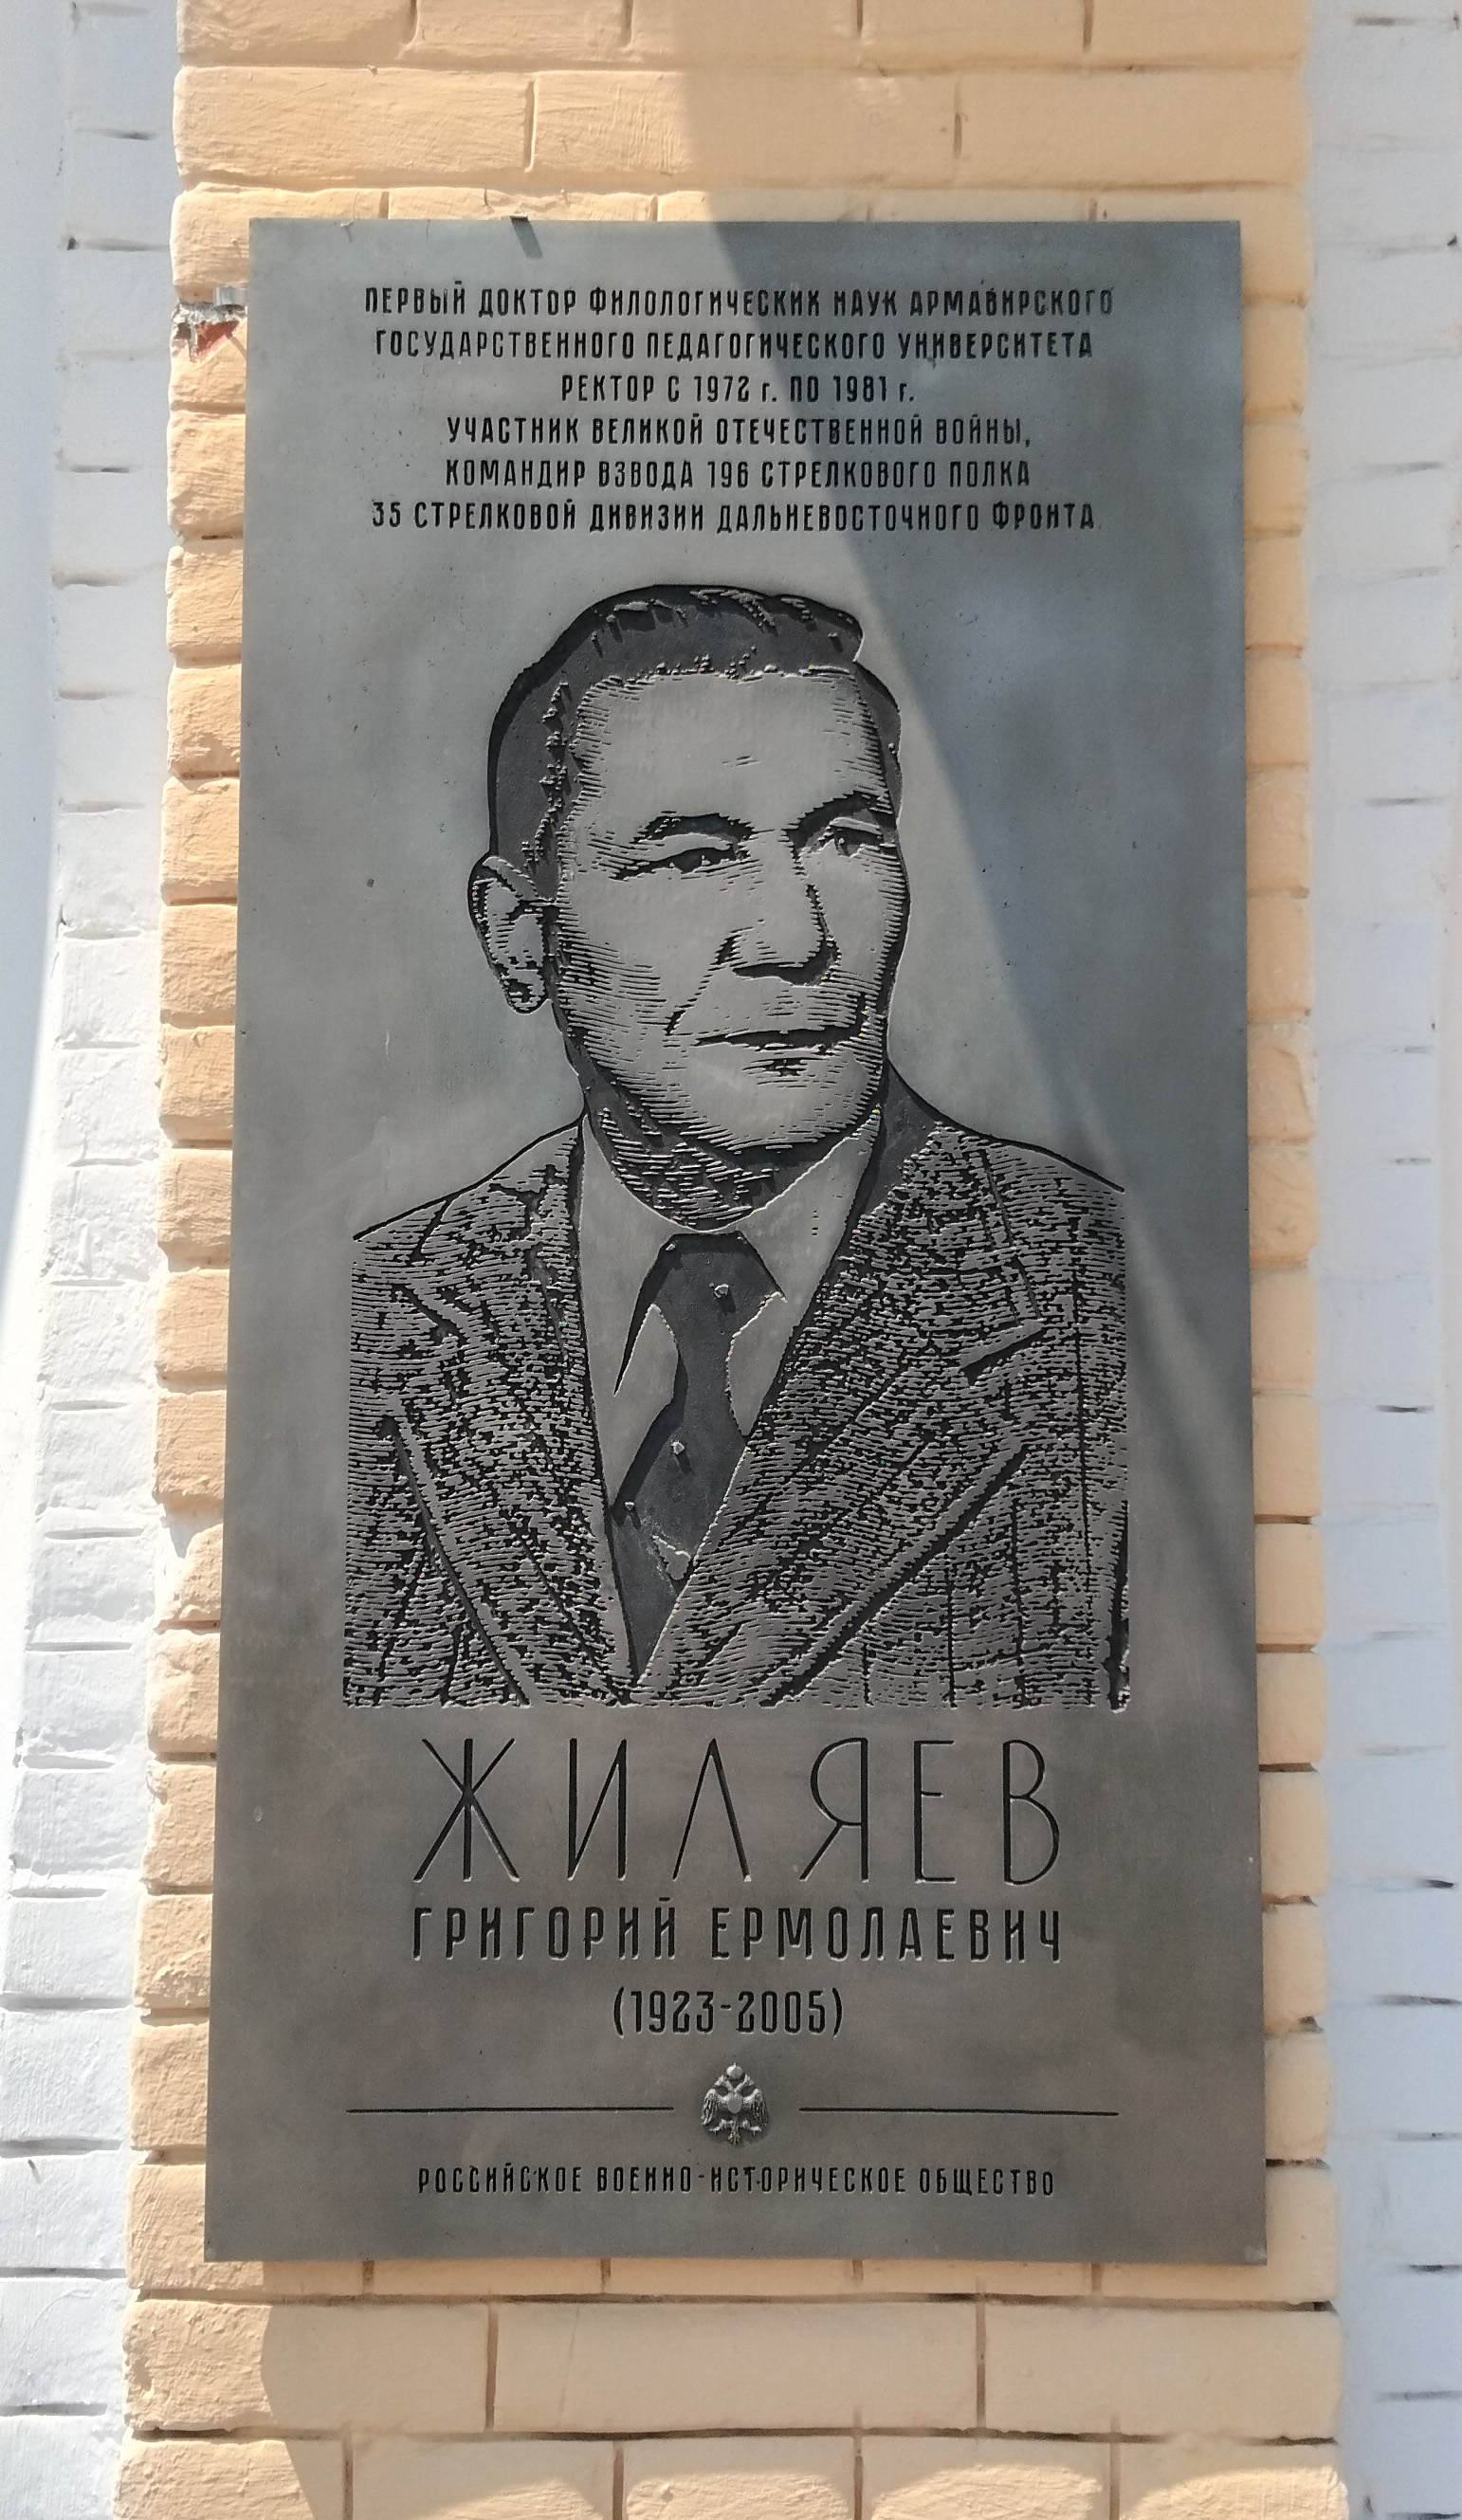 ПЕРВЫЙ ДОКТОР ФИЛОЛОГИЧЕСКИХ НАУК АРМАВИРСКОГО
ГОСУДАРСТВЕННОГО ПЕДАГОГИЧЕСКОГО УНИВЕРСИТЕТА
РЕКТОР С 1972 г. ПО 1981 г.
УЧАСТНИК ВЕЛИКОЙ ОТЕЧЕСТВЕННОЙ ВОЙНЫ,
КОМАНДИР ВЗВОДА 196 СТРЕЛКОВОГО ПОЛКА
35 СТРЕЛКОВОЙ ДИВИЗИИ ДАЛЬНЕВОСТОЧНОГО ФРОНТА
ЖИЛЯЕВ
ГРИГОРИЙ ЕРМОЛАЕВИЧ
(1923-2005)
РОССИЙСКОЕ ВОЕННО-ИСТОРИЧЕСКОЕ ОБЩЕСТВО